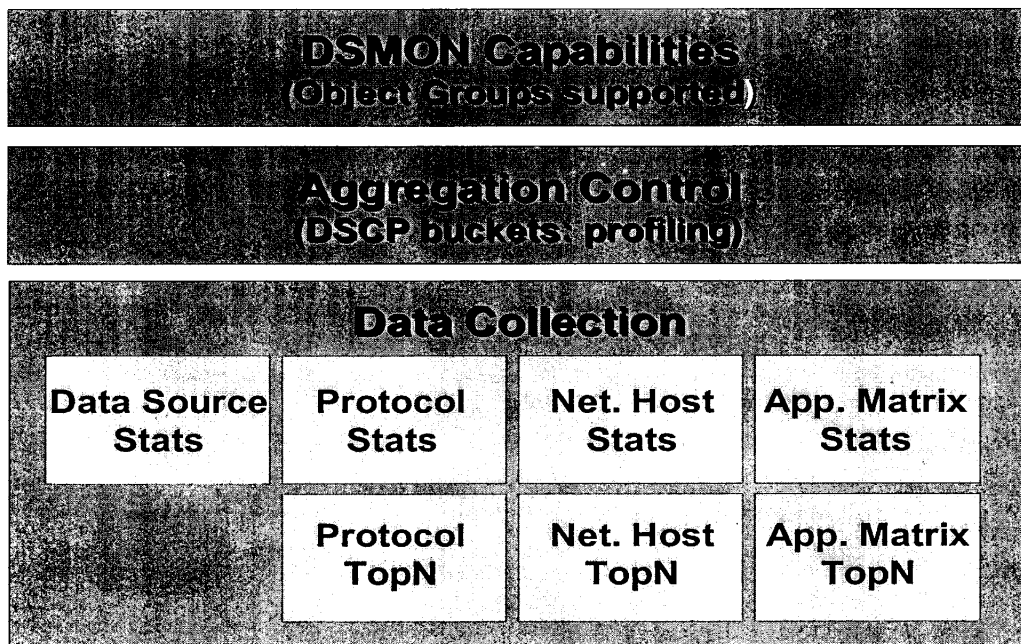 DSMON Capabilities
(Object Groups supported)
Aggregation Control
(DSCP buckets: profiling)
Data Collection
Data Source
Stats
Protocol
Stats
Net. Host
Stats
App. Matrix
Stats
Protocol
TopN
Net. Host
TopN
App. Matrix
TopN